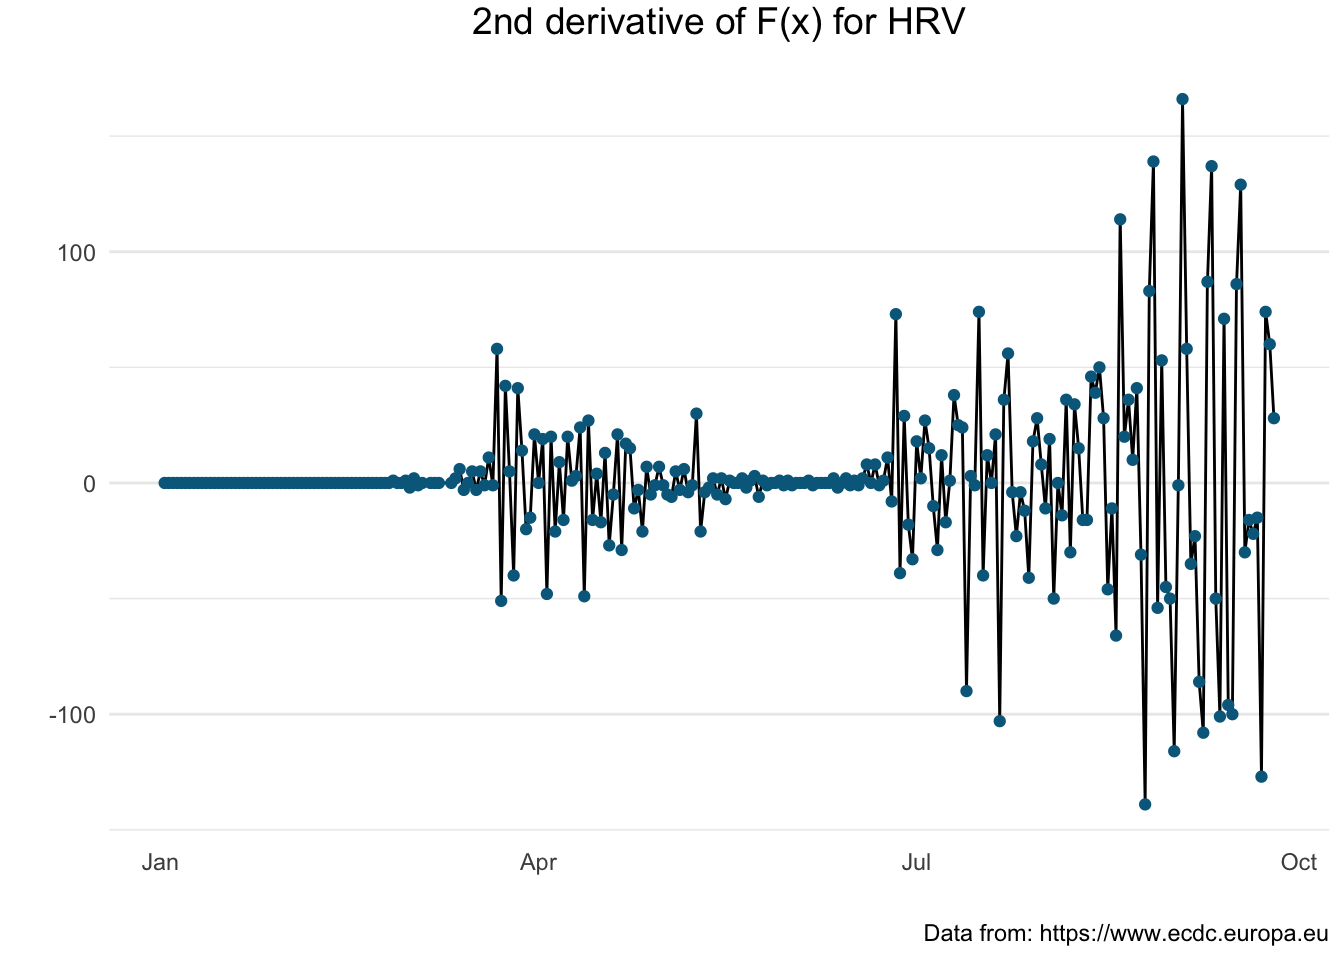 2nd derivative of F(x) for HRV
100
0
-100
Jan Apr Jul Oct
Data from: https://www.ecdc.europa.eu